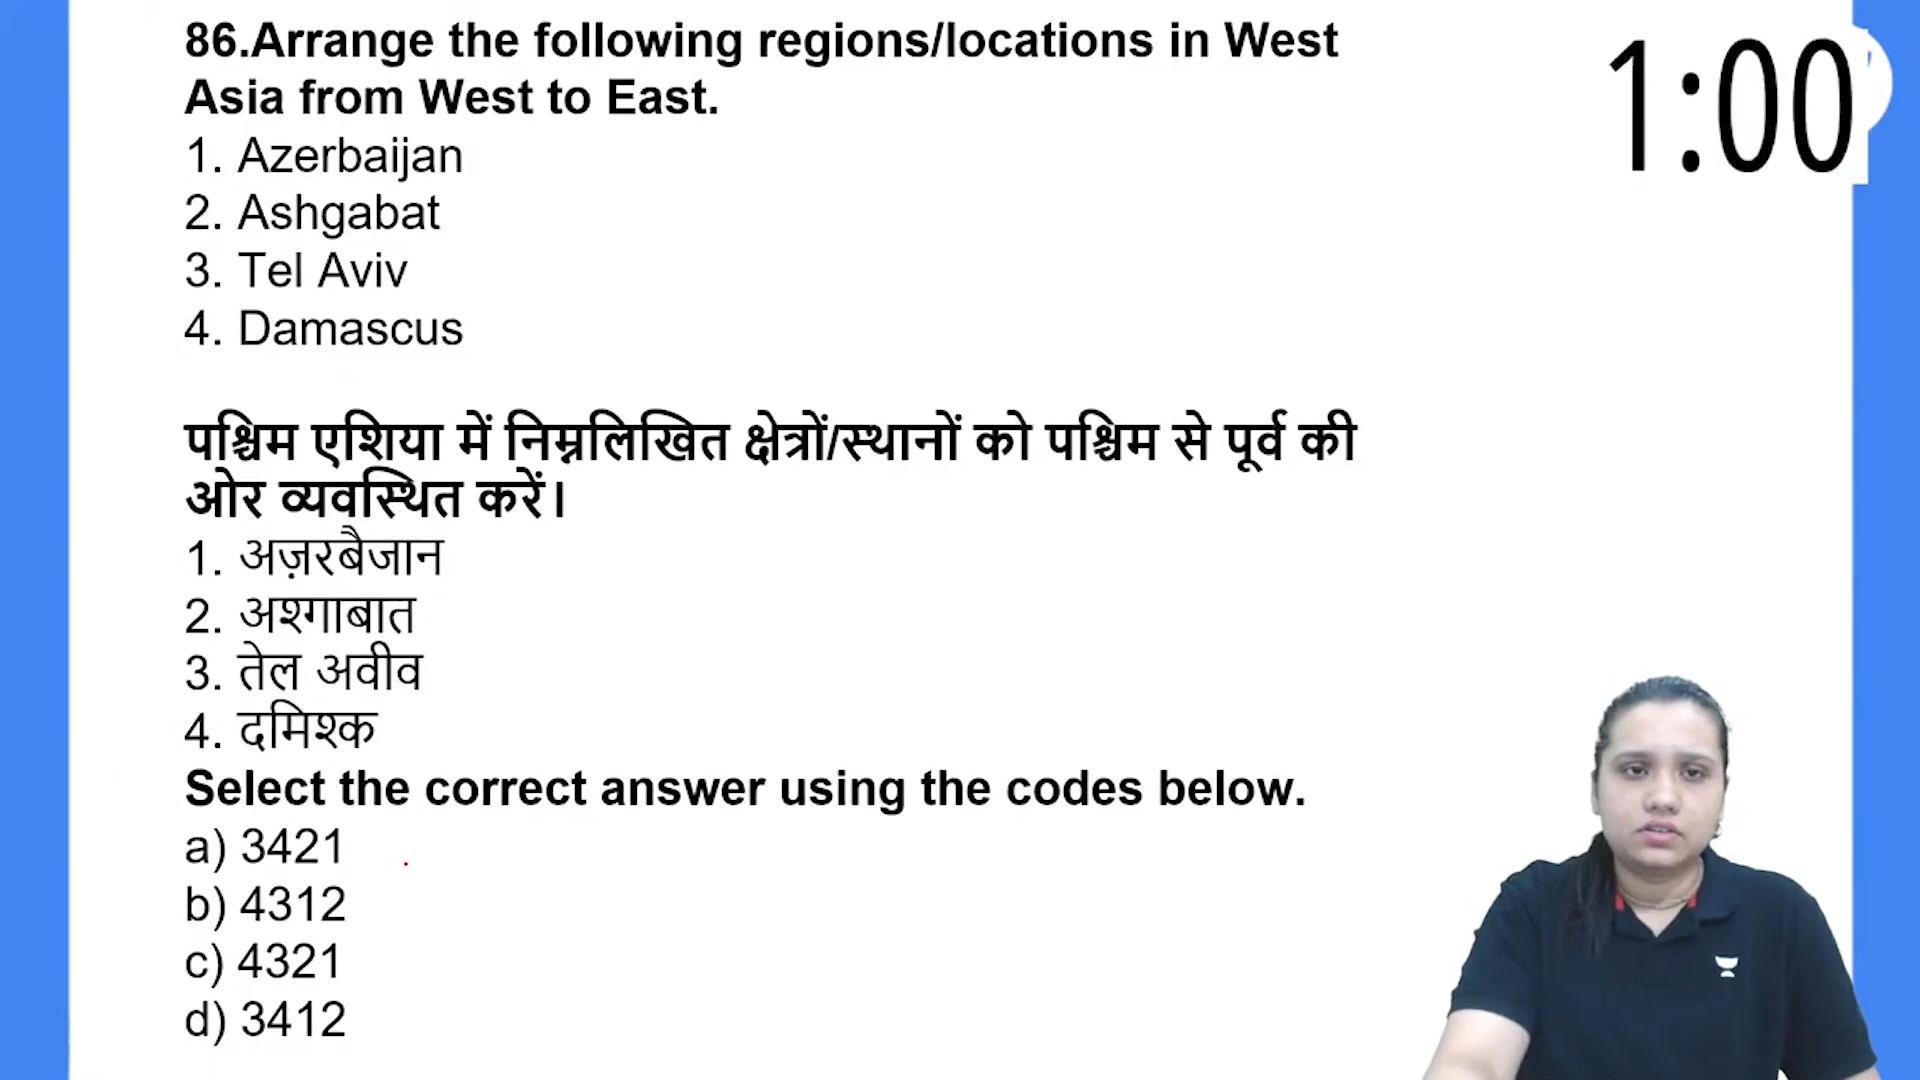 86.Arrange the following regions/locations in West
Asia from West to East.
1. Azerbaijan
2. Ashgabat
3. Tel Aviv
4. Damascus
पश्चिम एशिया में निम्नलिखित क्षेत्रों/स्थानों को पश्चिम से पूर्व की
ओर व्यवस्थित करें।
1. अज़रबैजान
2. अश्गाबात
3. तेल अवीव
4. दमिश्क
Select the correct answer using the codes below.
a) 3421
b) 4312
c) 4321
d) 3412
1:00